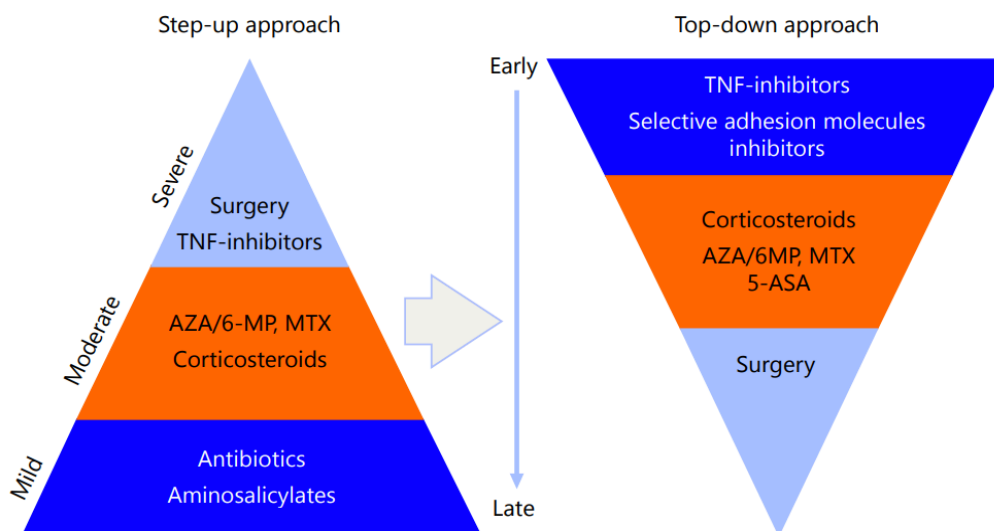 Step-up approach
Severe
Surgery
TNF-inhibitors
Moderate
AZA/6-MP, MTX
Corticosteroids
Mild
Antibiotics
Aminosalicylates
Early
Late
Top-down approach
TNF-inhibitors
Selective adhesion molecules
inhibitors
Corticosteroids
AZA/6MP, MTX
5-ASA
Surgery